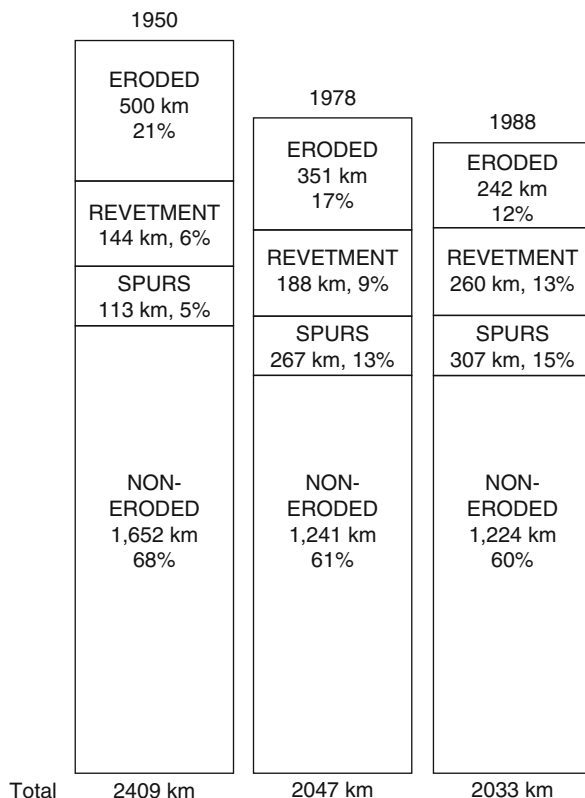 1950
ERODED
500 km
21%
REVETMENT
144 km, 6%
SPURS
113 km, 5%
NON-
ERODED
1,652 km
68%
1978
ERODED
351 km
17%
REVETMENT
188 km, 9%
SPURS
267 km, 13%
NON-
ERODED
1,241 km
61%
1988
ERODED
242 km
12%
REVETMENT
260 km, 13%
SPURS
307 km, 15%
NON-
ERODED
1,224 km
60%
Total 2409 km 2047 km 2033 km